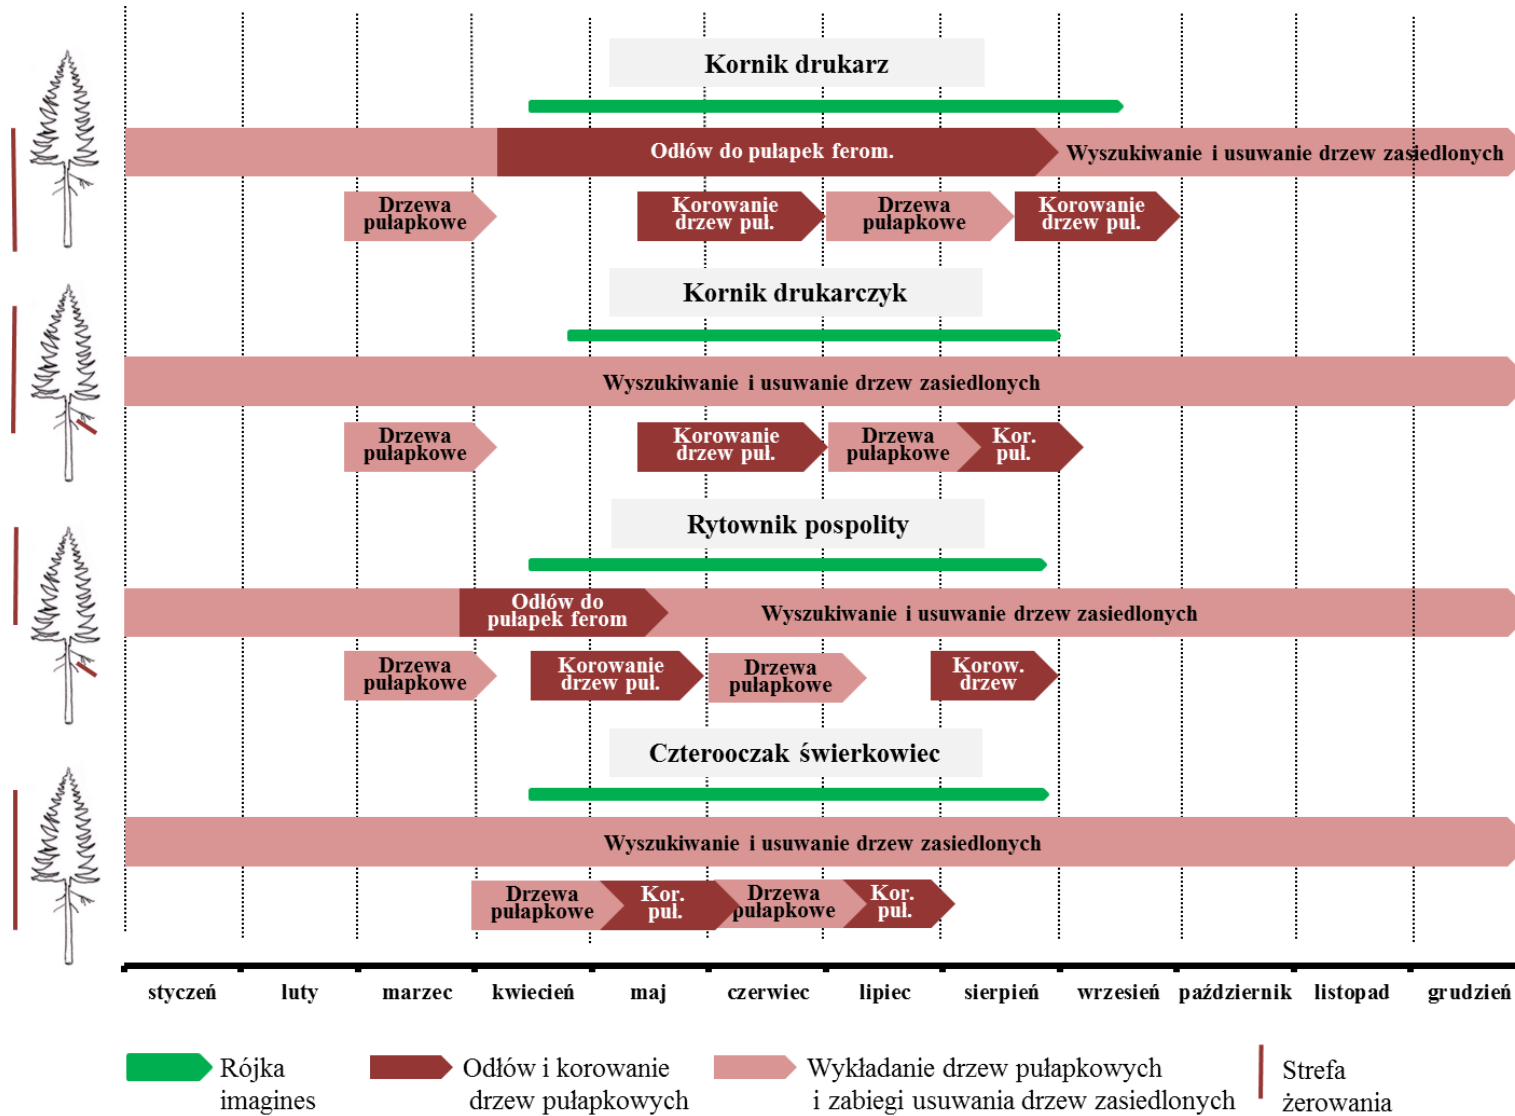 Kornik drukarz
Odłów do pułapek ferom.
Wyszukiwanie i usuwanie drzew zasiedlonych
Drzewa
pułapkowe
Korowanie
drzew puł.
Drzewa
pułapkowe
Korowanie
drzew puł.
Kornik drukarczyk
Wyszukiwanie i usuwanie drzew zasiedlonych
Drzewa
pułapkowe
Korowanie
drzew puł.
Drzewa
pułapkowe
Kor.
puł.
Rytownik pospolity
Odłów do
pułapek ferom
Wyszukiwanie i usuwanie drzew zasiedlonych
Drzewa
pułapkowe
Korowanie
drzew puł.
Drzewa
pułapkowe
Korow.
drzew
Czterooczak świerkowiec
Wyszukiwanie i usuwanie drzew zasiedlonych
Drzewa
pułapkowe
Kor.
puł.
Drzewa
pułapkowe
Kor.
puł.
styczeń luty marzec kwiecień maj czerwiec lipiec sierpień wrzesień październik listopad grudzień
Rójka
imagines
Odłów i korowanie
drzew pułapkowych
Wykładanie drzew pułapkowych
i zabiegi usuwania drzew zasiedlonych
Strefa
żerowania